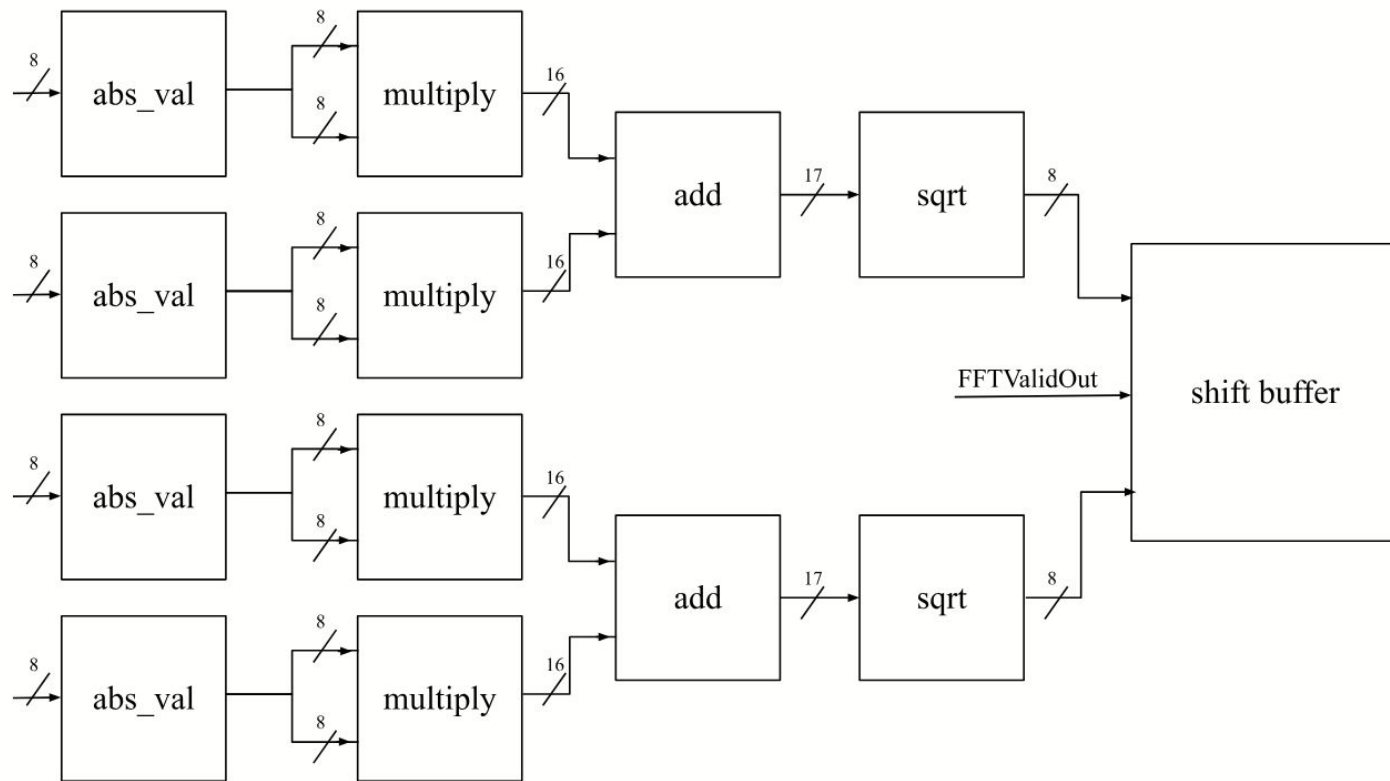 8
abs_val
8
8
multiply
16
8
abs_val
8
8
multiply
16
add
17
sqrt
8
8
abs_val
8
8
multiply
16
8
abs_val
8
8
multiply
16
add
17
sqrt
8
FFTValidOut
shift buffer